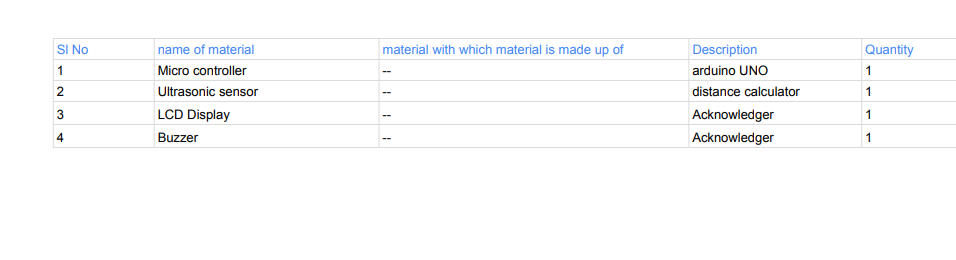 Sl No name of material material with which material is made up of Description Quantity
1 Micro controller -- arduino UNO 1
2 Ultrasonic sensor -- distance calculator 1
3 LCD Display -- Acknowledger 1
4 Buzzer -- Acknowledger 1